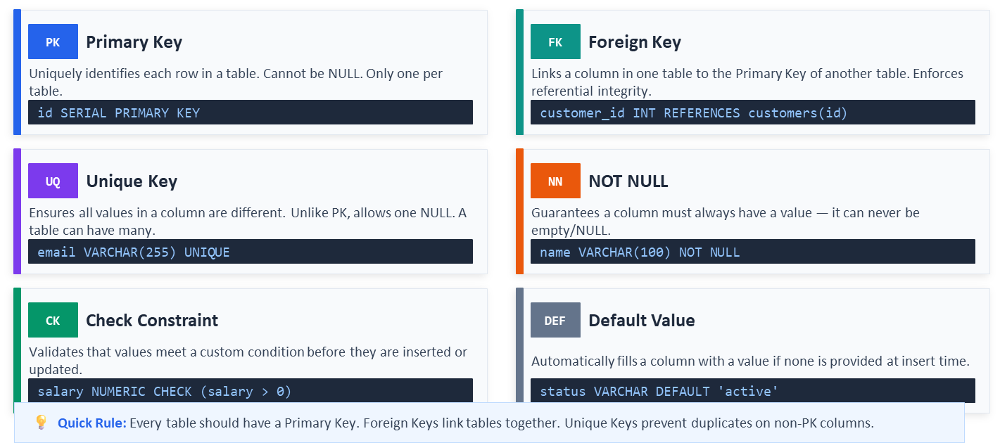 PK Primary Key
Uniquely identifies each row in a table. Cannot be NULL. Only one per
table.
id SERIAL PRIMARY KEY
FK Foreign Key
Links a column in one table to the Primary Key of another table. Enforces
referential integrity.
customer_id INT REFERENCES customers(id)
UQ Unique Key
Ensures all values in a column are different. Unlike PK, allows one NULL. A
table can have many.
email VARCHAR(255) UNIQUE
NN NOT NULL
Guarantees a column must always have a value — it can never be
empty/NULL.
name VARCHAR(100) NOT NULL
CK Check Constraint
Validates that values meet a custom condition before they are inserted or
updated.
salary NUMERIC CHECK (salary > 0)
DEF Default Value
Automatically fills a column with a value if none is provided at insert time.
status VARCHAR DEFAULT 'active'
💡 Quick Rule: Every table should have a Primary Key. Foreign Keys link tables together. Unique Keys prevent duplicates on non-PK columns.